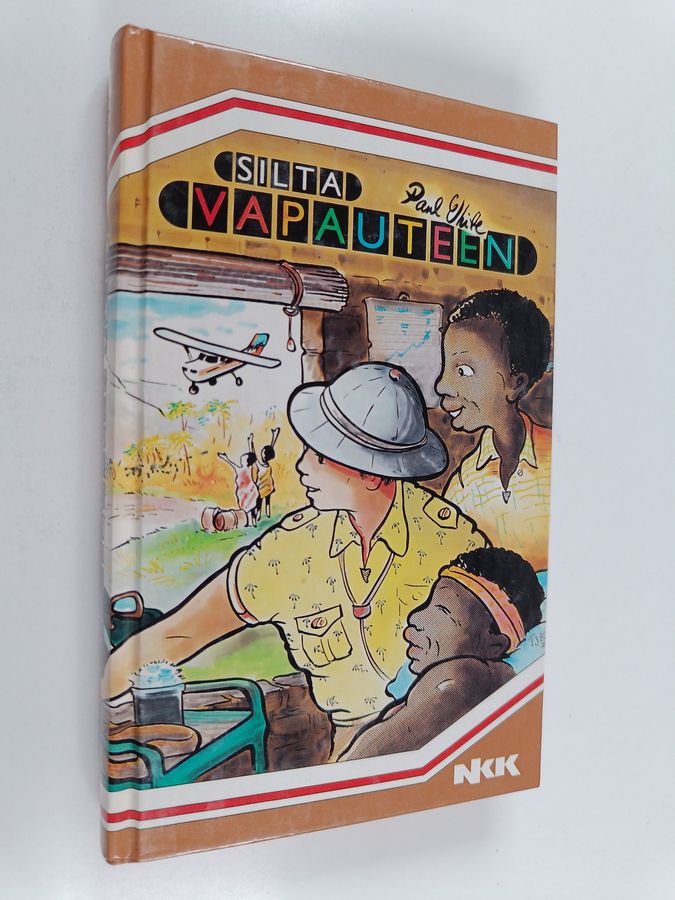 SILTA
Paul White
VAPAUTEEN
NKK